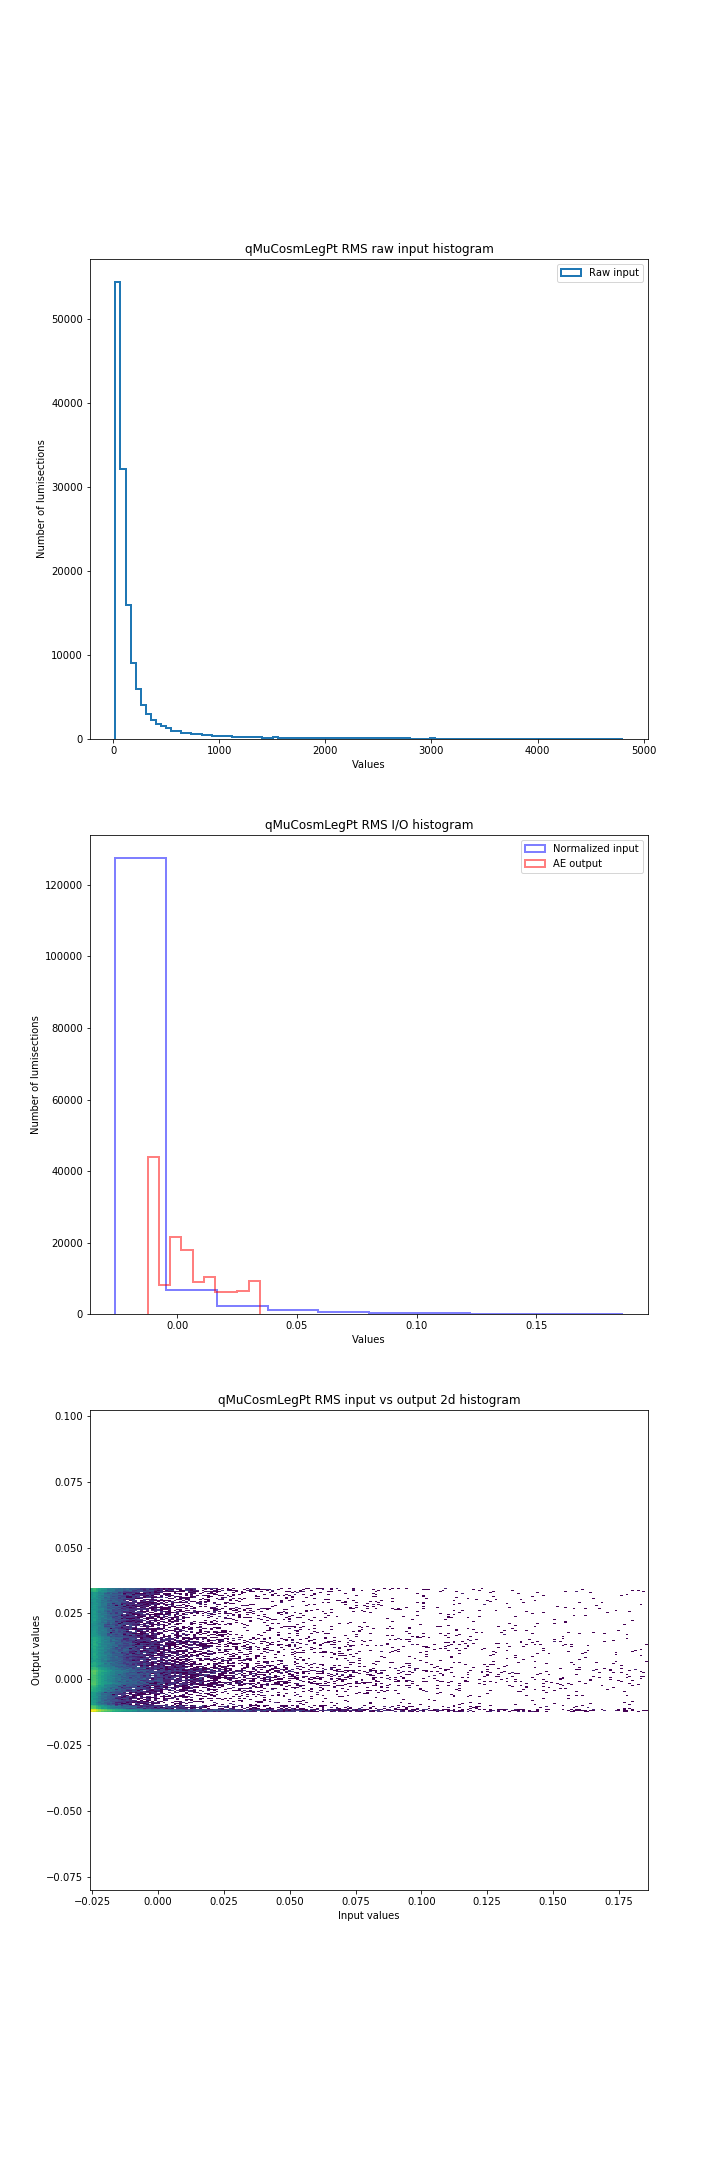 qMuCosmLegPt RMS raw input histogram
Raw input
50000
40000
30000
20000
10000
0
Number of lumisections
0 1000 2000 3000 4000 5000
Values
qMuCosmLegPt RMS I/O histogram
Normalized input
AE output
120000
100000
80000
60000
40000
20000
0
Number of lumisections
0.00 0.05 0.10 0.15
Values
qMuCosmLegPt RMS input vs output 2d histogram
0.100
0.075
0.050
0.025
0.000
−0.025
−0.050
−0.075
Output values
−0.025 0.000 0.025 0.050 0.075 0.100 0.125 0.150 0.175
Input values